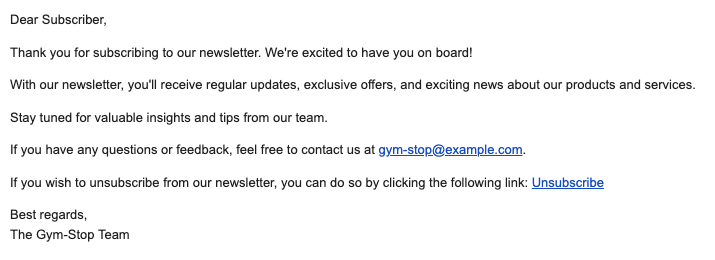 Dear Subscriber,
Thank you for subscribing to our newsletter. We're excited to have you on board!
With our newsletter, you'll receive regular updates, exclusive offers, and exciting news about our products and services.
Stay tuned for valuable insights and tips from our team.
If you have any questions or feedback, feel free to contact us at gym-stop@example.com.
If you wish to unsubscribe from our newsletter, you can do so by clicking the following link: Unsubscribe
Best regards,
The Gym-Stop Team